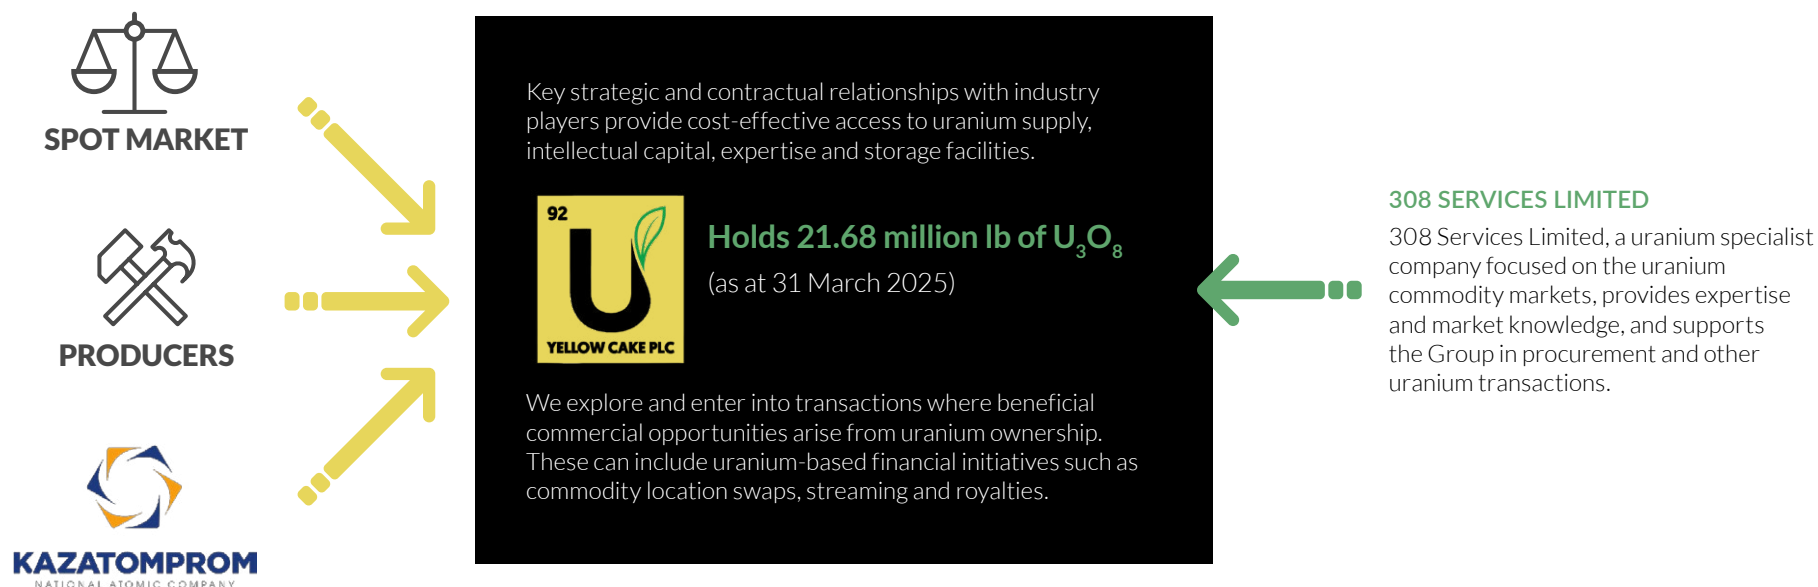 SPOT MARKET
PRODUCERS
KAZATOMPROM
NATIONAL ATOMIC COMPANY
Key strategic and contractual relationships with industry
players provide cost-effective access to uranium supply,
intellectual capital, expertise and storage facilities.
92
U
YELLOW CAKE PLC
Holds 21.68 million lb of U₃O₈
(as at 31 March 2025)
We explore and enter into transactions where beneficial
commercial opportunities arise from uranium ownership.
These can include uranium-based financial initiatives such as
commodity location swaps, streaming and royalties.
308 SERVICES LIMITED
308 Services Limited, a uranium specialist
company focused on the uranium
commodity markets, provides expertise
and market knowledge, and supports
the Group in procurement and other
uranium transactions.